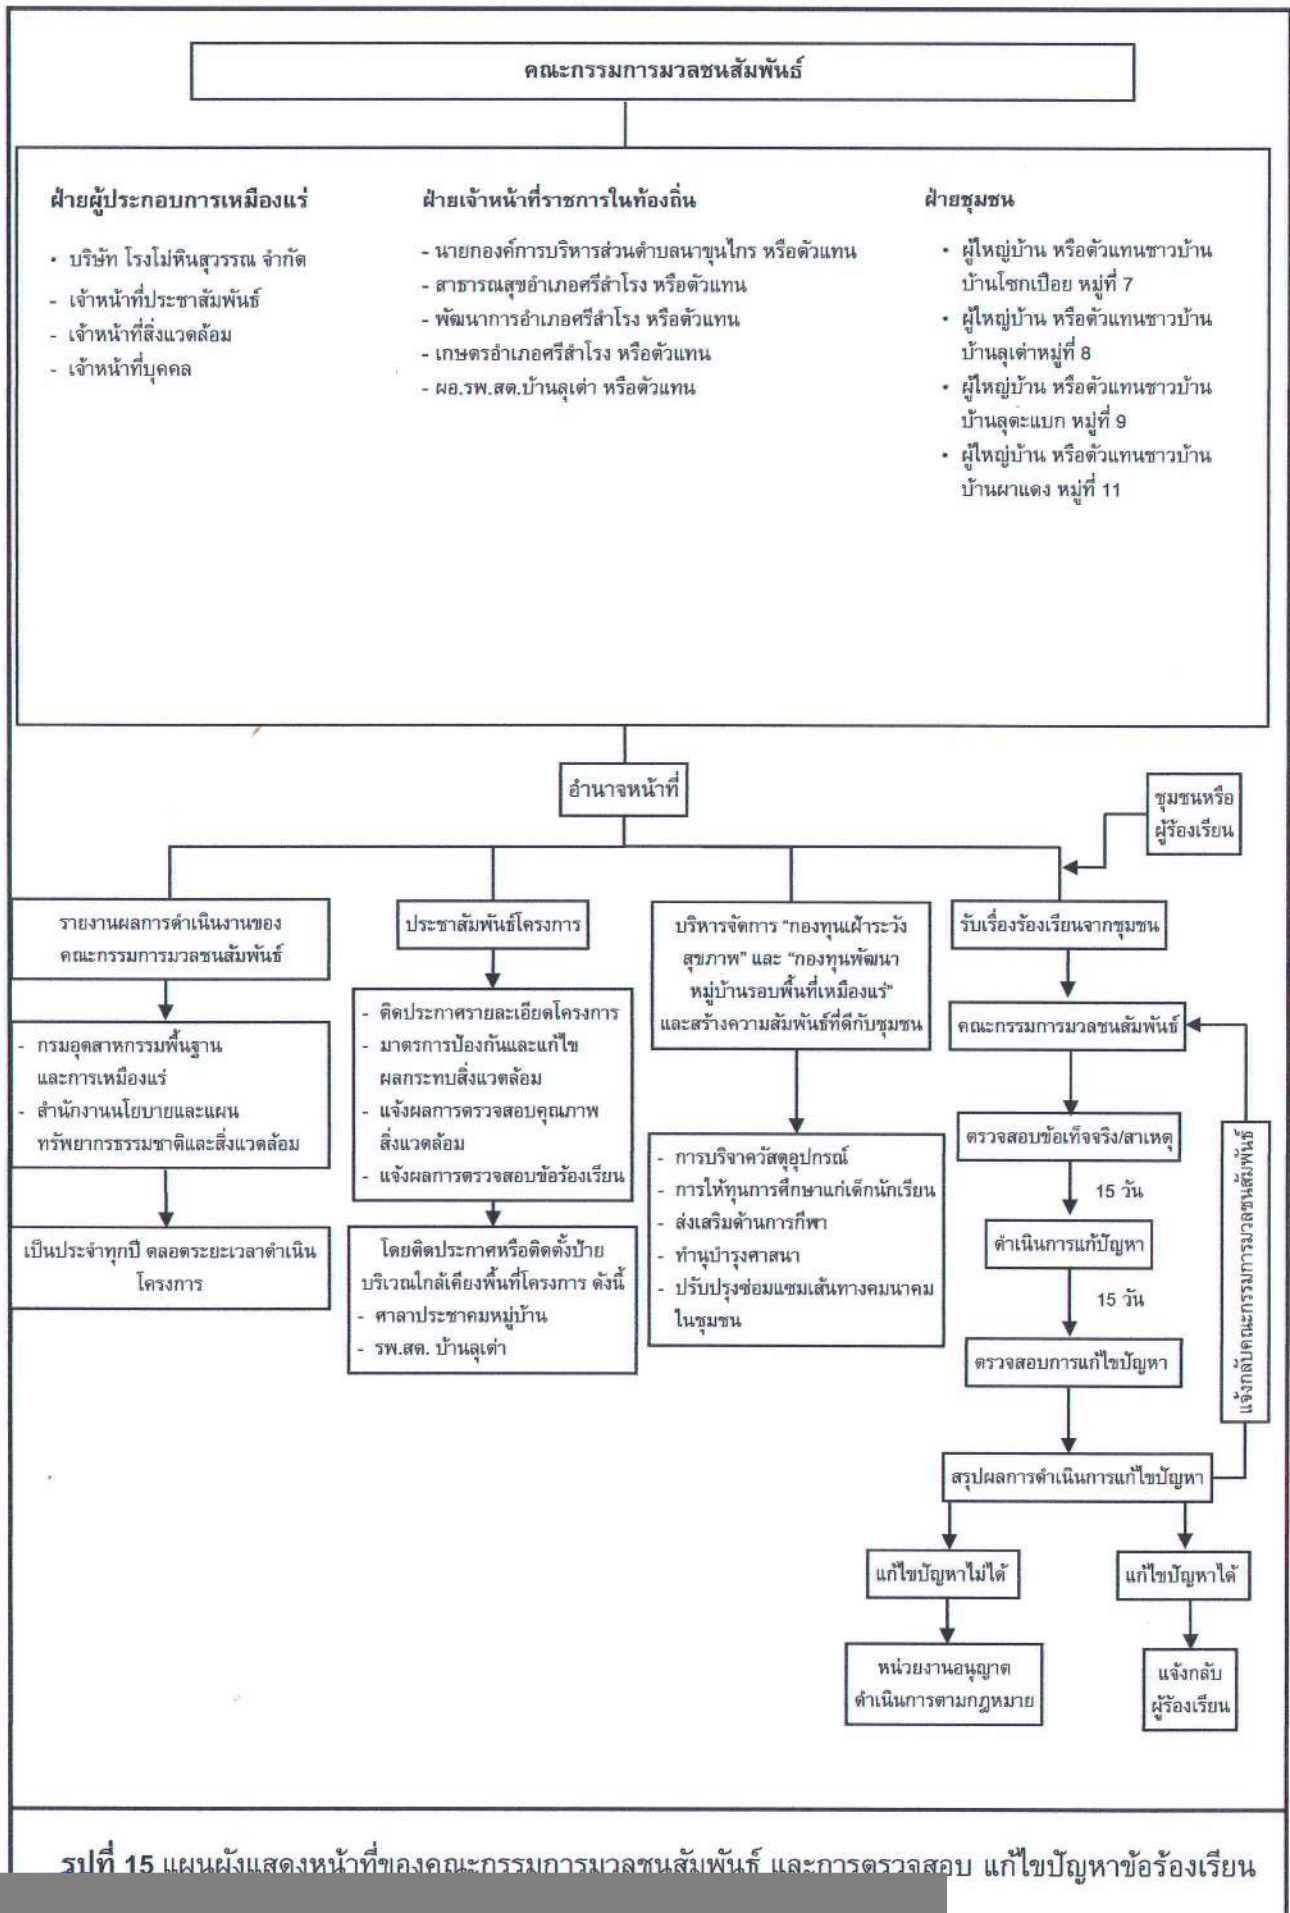 คณะกรรมการมวลชนสัมพันธ์
ฝ่ายผู้ประกอบการเหมืองแร่
• บริษัท โรงโม่หินสุวรรณ จำกัด
- เจ้าหน้าที่ประชาสัมพันธ์
- เจ้าหน้าที่สิ่งแวดล้อม
- เจ้าหน้าที่บุคคล
ฝ่ายเจ้าหน้าที่ราชการในท้องถิ่น
- นายกองค์การบริหารส่วนตำบลนาขุนไกร หรือตัวแทน
- สาธารณสุขอำเภอศรีสำโรง หรือตัวแทน
- พัฒนาการอำเภอศรีสำโรง หรือตัวแทน
- เกษตรอำเภอศรีสำโรง หรือตัวแทน
- ผอ.รพ.สต.บ้านลุเต่า หรือตัวแทน
ฝ่ายชุมชน
• ผู้ใหญ่บ้าน หรือตัวแทนชาวบ้าน
บ้านโซกเปือย หมู่ที่ 7
• ผู้ใหญ่บ้าน หรือตัวแทนชาวบ้าน
บ้านลุเต่าหมู่ที่ 8
• ผู้ใหญ่บ้าน หรือตัวแทนชาวบ้าน
บ้านลุตะแบก หมู่ที่ 9
• ผู้ใหญ่บ้าน หรือตัวแทนชาวบ้าน
บ้านผาแดง หมู่ที่ 11
อำนาจหน้าที่
ชุมชนหรือ
ผู้ร้องเรียน
รายงานผลการดำเนินงานของ
คณะกรรมการมวลชนสัมพันธ์
- กรมอุตสาหกรรมพื้นฐาน
และการเหมืองแร่
- สำนักงานนโยบายและแผน
ทรัพยากรธรรมชาติและสิ่งแวดล้อม
เป็นประจำทุกปี ตลอดระยะเวลาดำเนิน
โครงการ
ประชาสัมพันธ์โครงการ
- ติดประกาศรายละเอียดโครงการ
- มาตรการป้องกันและแก้ไข
ผลกระทบสิ่งแวดล้อม
- แจ้งผลการตรวจสอบคุณภาพ
สิ่งแวดล้อม
- แจ้งผลการตรวจสอบข้อร้องเรียน
โดยติดประกาศหรือติดตั้งป้าย
บริเวณใกล้เคียงพื้นที่โครงการ ดังนี้
- ศาลาประชาคมหมู่บ้าน
- รพ.สต. บ้านลุเต่า
บริหารจัดการ “กองทุนเฝ้าระวัง
สุขภาพ” และ “กองทุนพัฒนา
หมู่บ้านรอบพื้นที่เหมืองแร่”
และสร้างความสัมพันธ์ที่ดีกับชุมชน
- การบริจาควัสดุอุปกรณ์
- การให้ทุนการศึกษาแก่เด็กนักเรียน
- ส่งเสริมด้านการกีฬา
- ทำนุบำรุงศาสนา
- ปรับปรุงซ่อมแซมเส้นทางคมนาคม
ในชุมชน
รับเรื่องร้องเรียนจากชุมชน
คณะกรรมการมวลชนสัมพันธ์
ตรวจสอบข้อเท็จจริง/สาเหตุ
15 วัน
ดำเนินการแก้ปัญหา
15 วัน
ตรวจสอบการแก้ไขปัญหา
แจ้งกลับคณะกรรมการมวลชนสัมพันธ์
สรุปผลการดำเนินการแก้ไขปัญหา
แก้ไขปัญหาไม่ได้
แก้ไขปัญหาได้
หน่วยงานอนุญาต
ดำเนินการตามกฎหมาย
แจ้งกลับ
ผู้ร้องเรียน
รูปที่ 15 แผนผังแสดงหน้าที่ของคณะกรรมการมวลชนสัมพันธ์ และการตรวจสอบ แก้ไขปัญหาข้อร้องเรียน